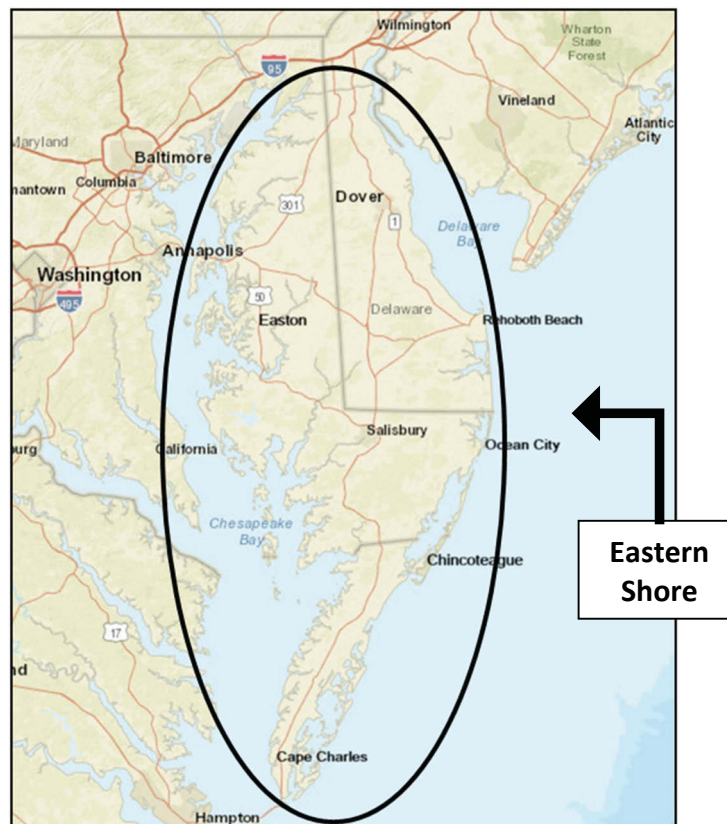 Wilmington
Wharton
State
Forest
95
Vineland
Atlantic
City
Maryland
Baltimore
Columbia
mantown
Dover
301
1
Delaware
Bay
Annapolis
Washington
495
50
Easton
Delaware
Rehoboth Beach
Salisbury
Ocean City
urg
California
Chesapeake
Bay
Chincoteague
Eastern
Shore
17
nd
Cape Charles
Hampton